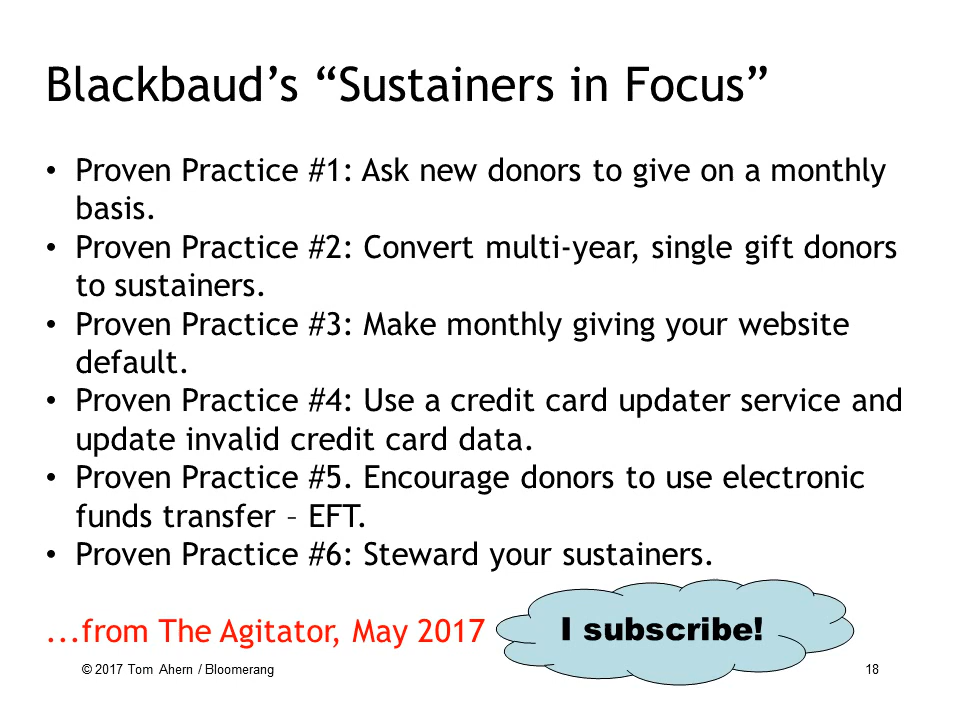 Blackbaud’s “Sustainers in Focus”
• Proven Practice #1: Ask new donors to give on a monthly
basis.
• Proven Practice #2: Convert multi-year, single gift donors
to sustainers.
• Proven Practice #3: Make monthly giving your website
default.
• Proven Practice #4: Use a credit card updater service and
update invalid credit card data.
• Proven Practice #5. Encourage donors to use electronic
funds transfer – EFT.
• Proven Practice #6: Steward your sustainers.
...from The Agitator, May 2017
I subscribe!
© 2017 Tom Ahern / Bloomerang
18